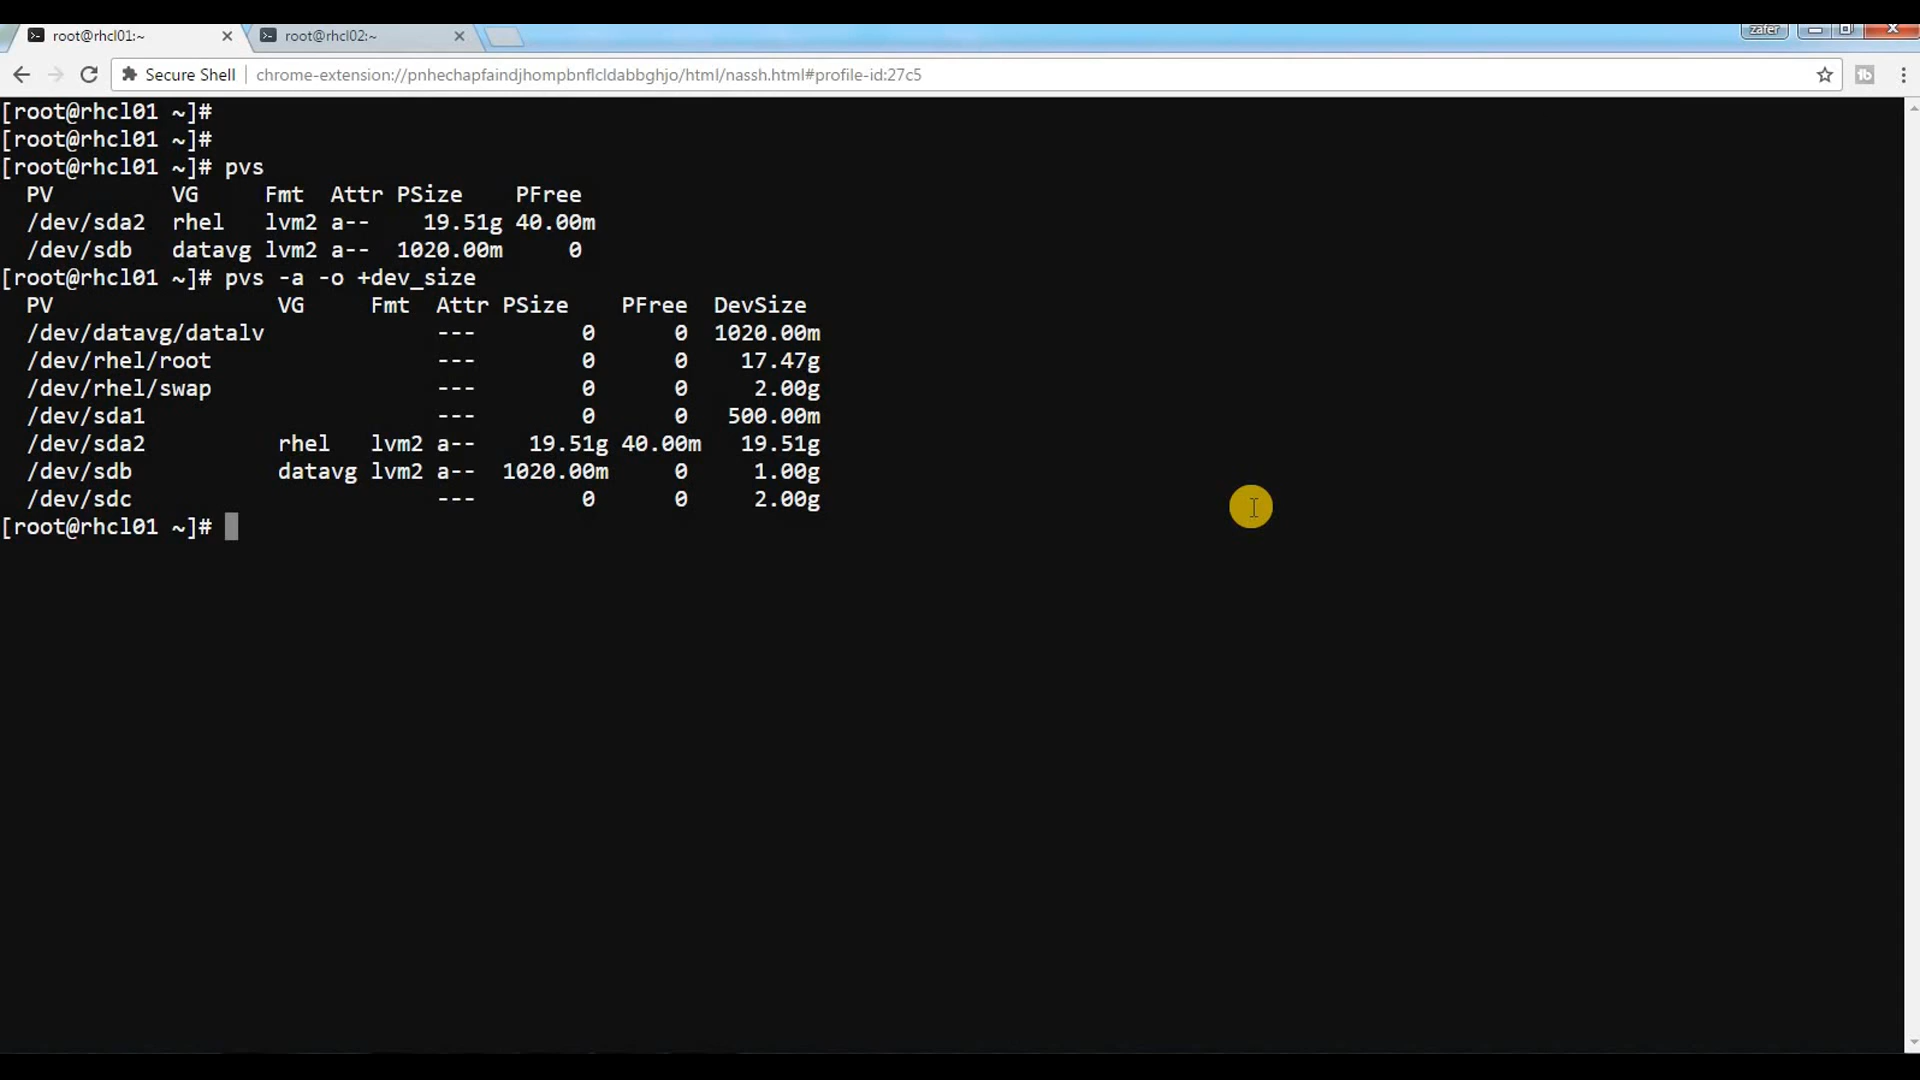 root@rhcl01:~
root@rhcl02:~
zafer
Secure Shell
chrome-extension://pnhechapfaindjhompbnflcldabbghjo/html/nassh.html#profile-id:27c5
[root@rhcl01 ~]#
[root@rhcl01 ~]#
[root@rhcl01 ~]# pvs
  PV         VG     Fmt  Attr PSize    PFree
  /dev/sda2  rhel   lvm2 a--    19.51g 40.00m
  /dev/sdb   datavg lvm2 a--  1020.00m     0
[root@rhcl01 ~]# pvs -a -o +dev_size
  PV                 VG     Fmt  Attr PSize    PFree  DevSize
  /dev/datavg/datalv             ---        0      0  1020.00m
  /dev/rhel/root                 ---        0      0    17.47g
  /dev/rhel/swap                 ---        0      0     2.00g
  /dev/sda1                      ---        0      0   500.00m
  /dev/sda2          rhel   lvm2 a--    19.51g 40.00m   19.51g
  /dev/sdb           datavg lvm2 a--  1020.00m     0     1.00g
  /dev/sdc                       ---        0      0     2.00g
[root@rhcl01 ~]#